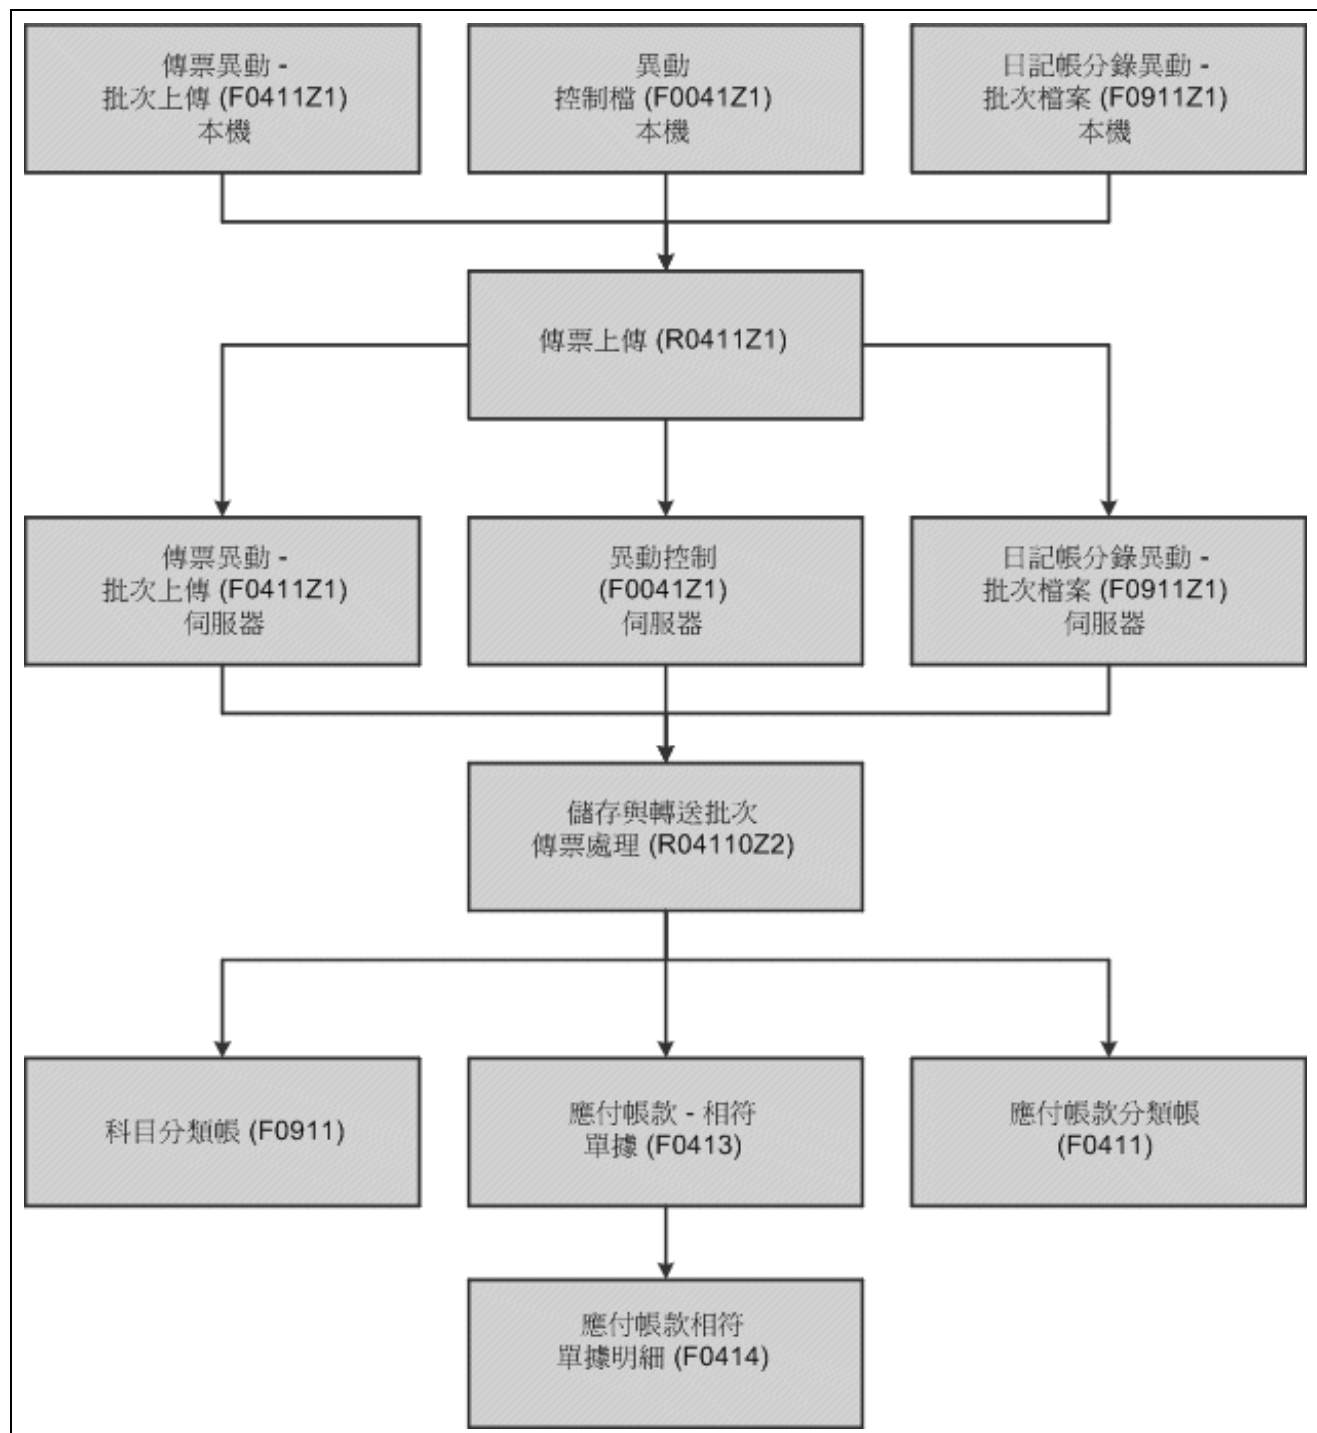 傳票異動 -
批次上傳 (F0411Z1)
本機
異動
控制檔 (F0041Z1)
本機
日記帳分錄異動 -
批次檔案 (F0911Z1)
本機
傳票上傳 (R0411Z1)
傳票異動 -
批次上傳 (F0411Z1)
伺服器
異動控制
(F0041Z1)
伺服器
日記帳分錄異動 -
批次檔案 (F0911Z1)
伺服器
儲存與轉送批次
傳票處理 (R04110Z2)
科目分類帳 (F0911)
應付帳款 - 相符
單據 (F0413)
應付帳款分類帳
(F0411)
應付帳款相符
單據明細 (F0414)